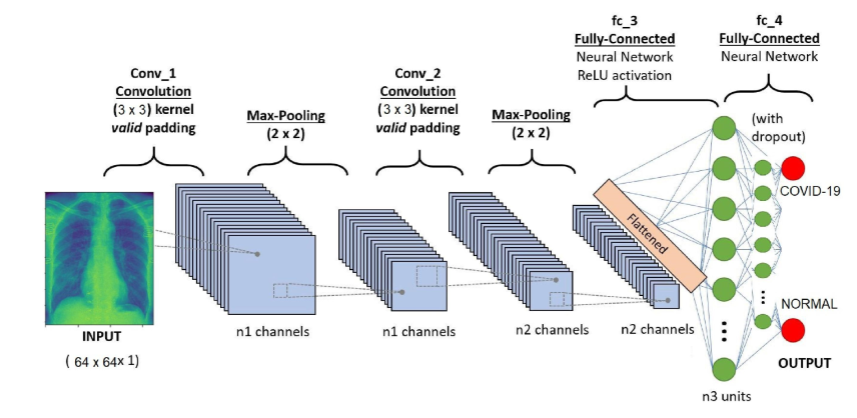 fc_3
Fully-Connected
Neural Network
ReLU activation
fc_4
Fully-Connected
Neural Network
Conv_1
Convolution
(3 x 3) kernel
valid padding
Max-Pooling
(2 x 2)
Conv_2
Convolution
(3 x 3) kernel
valid padding
Max-Pooling
(2 x 2)
(with
dropout)
COVID-19
Flattened
NORMAL
INPUT
( 64 x 64x 1)
n1 channels
n1 channels
n2 channels
n2 channels
OUTPUT
n3 units